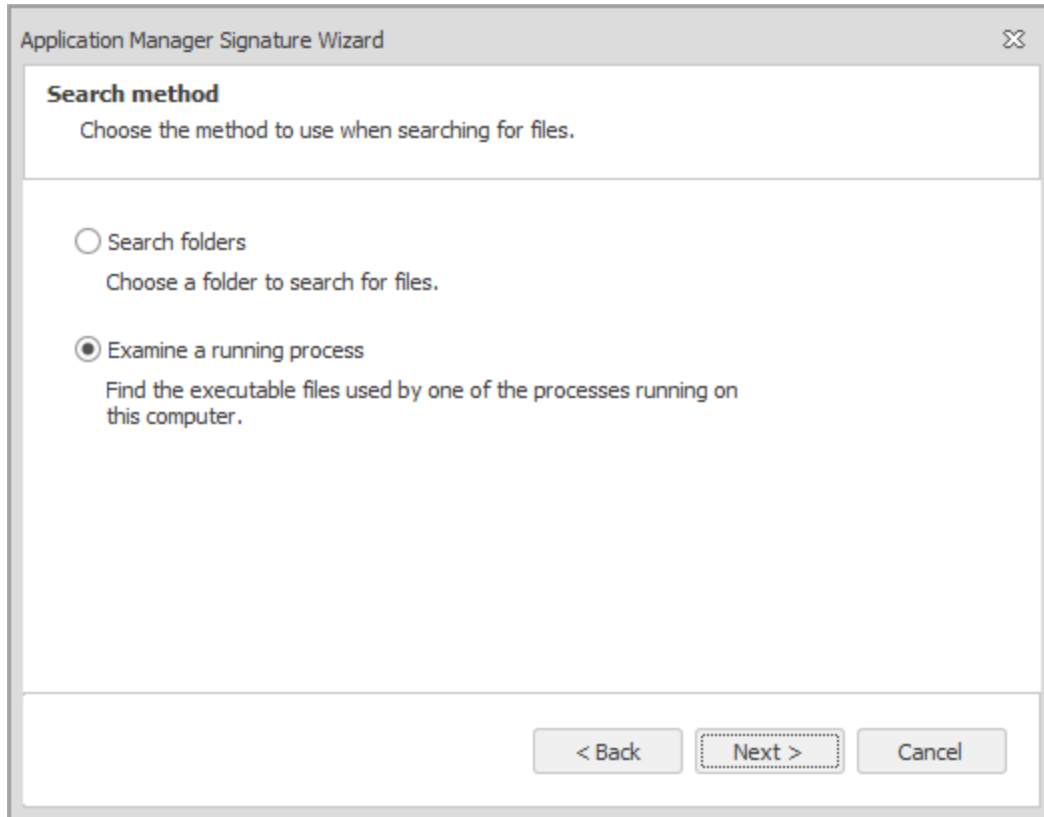 Application Manager Signature Wizard
Search method
Choose the method to use when searching for files.
Search folders
Choose a folder to search for files.
Examine a running process
Find the executable files used by one of the processes running on
this computer.
< Back
Next >
Cancel